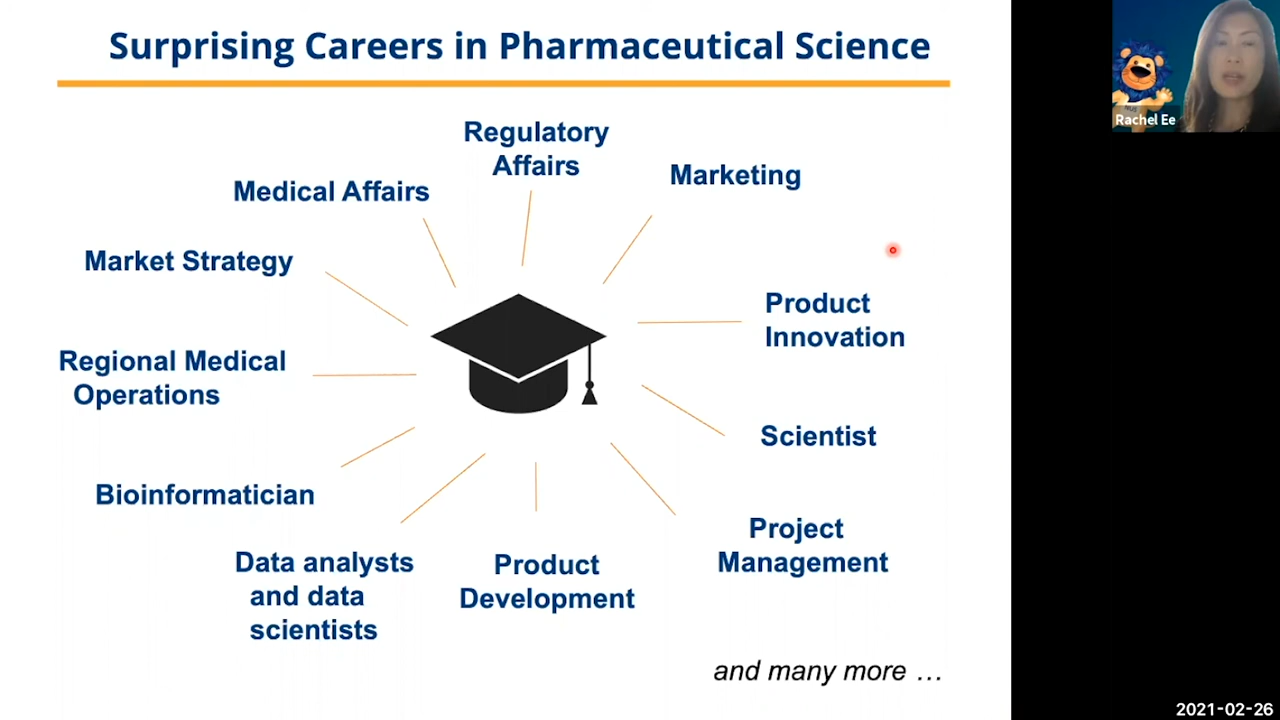 Surprising Careers in Pharmaceutical Science
Regulatory
Affairs
Marketing
Medical Affairs
Market Strategy
Product
Innovation
Regional Medical
Operations
Scientist
Bioinformatician
Project
Management
Data analysts
and data
scientists
Product
Development
and many more …
NUS
Rachel Ee
2021-02-26